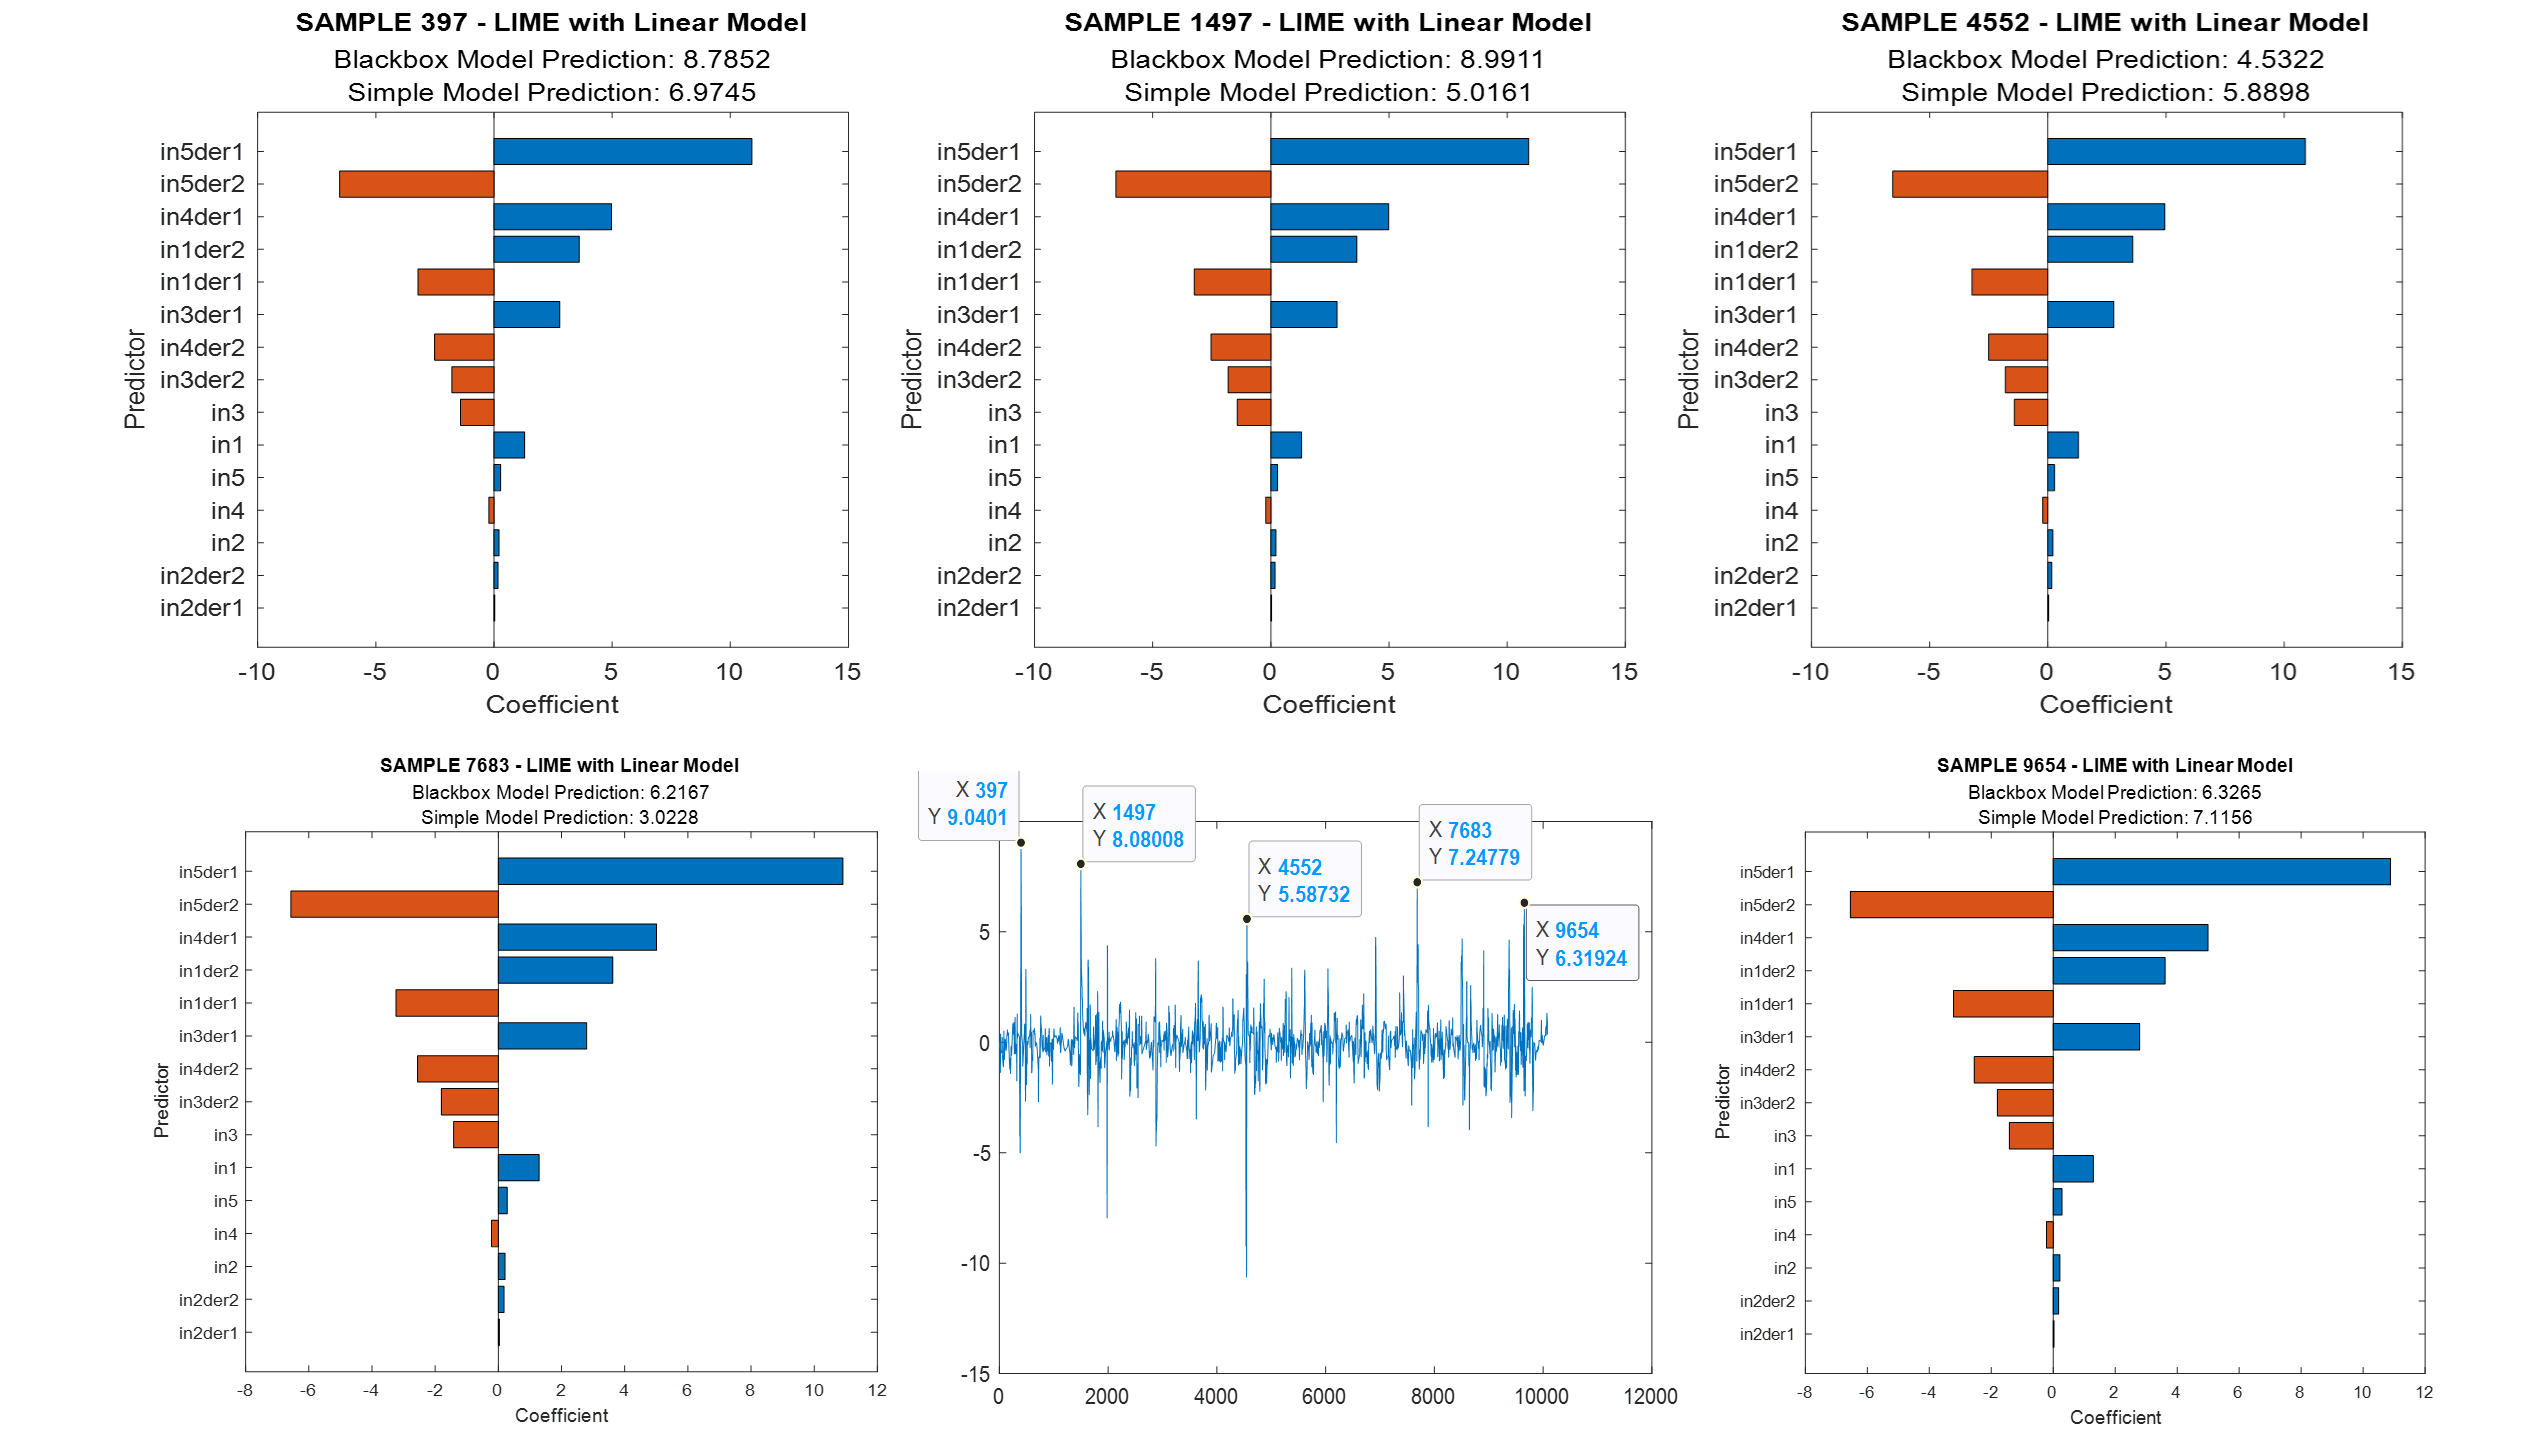 SAMPLE 397 - LIME with Linear Model
Blackbox Model Prediction: 8.7852
Simple Model Prediction: 6.9745
in5der1
in5der2
in4der1
in1der2
in1der1
in3der1
in4der2
in3der2
in3
in1
in5
in4
in2
in2der2
in2der1
Predictor
-10 -5 0 5 10 15
Coefficient
SAMPLE 1497 - LIME with Linear Model
Blackbox Model Prediction: 8.9911
Simple Model Prediction: 5.0161
in5der1
in5der2
in4der1
in1der2
in1der1
in3der1
in4der2
in3der2
in3
in1
in5
in4
in2
in2der2
in2der1
Predictor
-10 -5 0 5 10 15
Coefficient
SAMPLE 4552 - LIME with Linear Model
Blackbox Model Prediction: 4.5322
Simple Model Prediction: 5.8898
in5der1
in5der2
in4der1
in1der2
in1der1
in3der1
in4der2
in3der2
in3
in1
in5
in4
in2
in2der2
in2der1
Predictor
-10 -5 0 5 10 15
Coefficient
SAMPLE 7683 - LIME with Linear Model
Blackbox Model Prediction: 6.2167
Simple Model Prediction: 3.0228
in5der1
in5der2
in4der1
in1der2
in1der1
in3der1
in4der2
in3der2
in3
in1
in5
in4
in2
in2der2
in2der1
Predictor
-8 -6 -4 -2 0 2 4 6 8 10 12
Coefficient
X 397
Y 9.0401
X 1497
Y 8.08008
X 4552
Y 5.58732
X 7683
Y 7.24779
X 9654
Y 6.31924
5
0
-5
-10
-15
0 2000 4000 6000 8000 10000 12000
SAMPLE 9654 - LIME with Linear Model
Blackbox Model Prediction: 6.3265
Simple Model Prediction: 7.1156
in5der1
in5der2
in4der1
in1der2
in1der1
in3der1
in4der2
in3der2
in3
in1
in5
in4
in2
in2der2
in2der1
Predictor
-8 -6 -4 -2 0 2 4 6 8 10 12
Coefficient